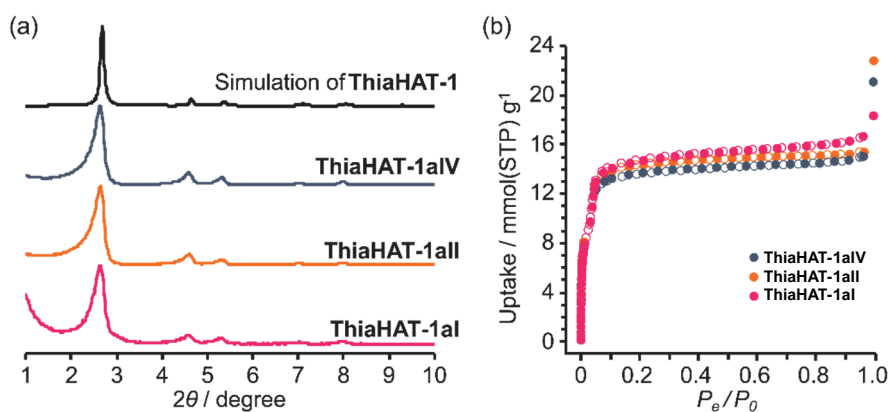 (a)
Simulation of ThiaHAT-1
ThiaHAT-1aIV
ThiaHAT-1aII
ThiaHAT-1aI
1 2 3 4 5 6 7 8 9 10
2θ / degree
(b)
Uptake / mmol(STP) g⁻¹
24
20
16
12
8
4
0
ThiaHAT-1aIV
ThiaHAT-1aII
ThiaHAT-1aI
0 0.2 0.4 0.6 0.8 1.0
Pₑ/P₀